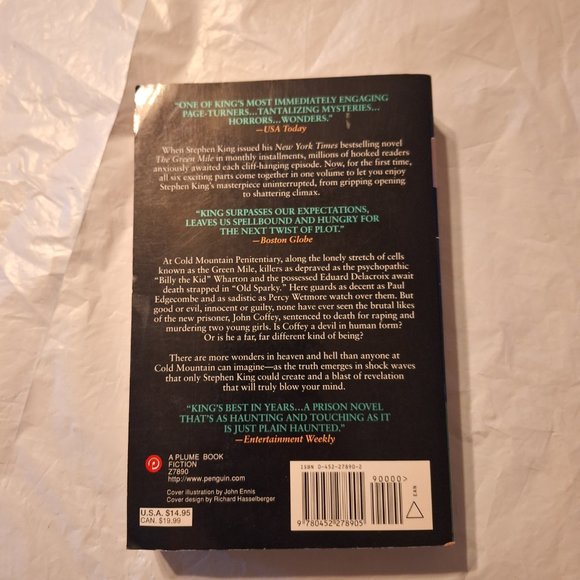 "ONE OF KING'S MOST IMMEDIATELY ENGAGING
PAGE-TURNERS...TANTALIZING MYSTERIES...
HORRORS...WONDERS."
—USA Today
When Stephen King issued his New York Times bestselling novel
The Green Mile in monthly installments, millions of hooked readers
anxiously awaited each cliff-hanging episode. Now, for the first time,
all six exciting parts come together in one volume to let you enjoy
Stephen King's masterpiece uninterrupted, from gripping opening
to shattering climax.
"KING SURPASSES OUR EXPECTATIONS,
LEAVES US SPELLBOUND AND HUNGRY FOR
THE NEXT TWIST OF PLOT."
—Boston Globe
At Cold Mountain Penitentiary, along the lonely stretch of cells
known as the Green Mile, killers as depraved as the psychopathic
"Billy the Kid" Wharton and the possessed Eduard Delacroix await
death strapped in "Old Sparky." Here guards as decent as Paul
Edgecombe and as sadistic as Percy Wetmore watch over them. But
good or evil, innocent or guilty, none have ever seen the brutal likes
of the new prisoner, John Coffey, sentenced to death for raping and
murdering two young girls. Is Coffey a devil in human form?
Or is he a far, far different kind of being?
There are more wonders in heaven and hell than anyone at
Cold Mountain can imagine—as the truth emerges in shock waves
that only Stephen King could create and a blast of revelation
that will truly blow your mind.
"KING'S BEST IN YEARS...A PRISON NOVEL
THAT'S AS HAUNTING AND TOUCHING AS IT
IS JUST PLAIN HAUNTED."
—Entertainment Weekly
A PLUME BOOK
FICTION
Z7890
http://www.penguin.com
Cover illustration by John Ennis
Cover design by Richard Hasselberger
U.S.A. $14.95
CAN. $19.99
ISBN 0-452-27890-2
90000>
9 780452 278905
EAN